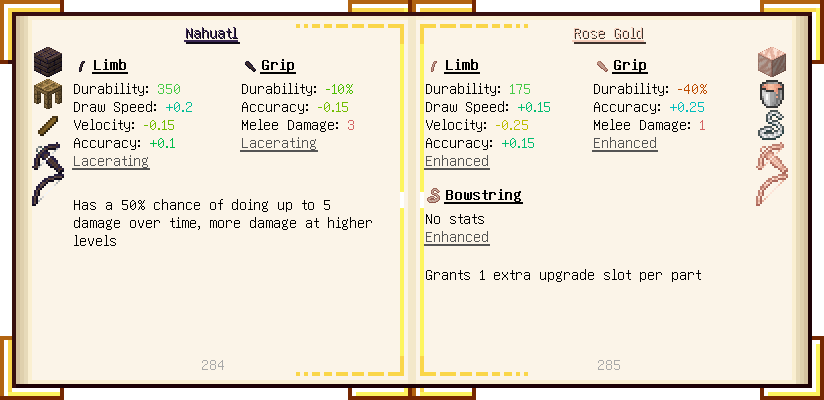 Nahuatl
Limb
Durability: 350
Draw Speed: +0.2
Velocity: -0.15
Accuracy: +0.1
Lacerating
Grip
Durability: -10%
Accuracy: -0.15
Melee Damage: 3
Lacerating
Has a 50% chance of doing up to 5
damage over time, more damage at higher
levels
284
Rose Gold
Limb
Durability: 175
Draw Speed: +0.15
Velocity: -0.25
Accuracy: +0.15
Enhanced
Grip
Durability: -40%
Accuracy: +0.25
Melee Damage: 1
Enhanced
Bowstring
No stats
Enhanced
Grants 1 extra upgrade slot per part
285